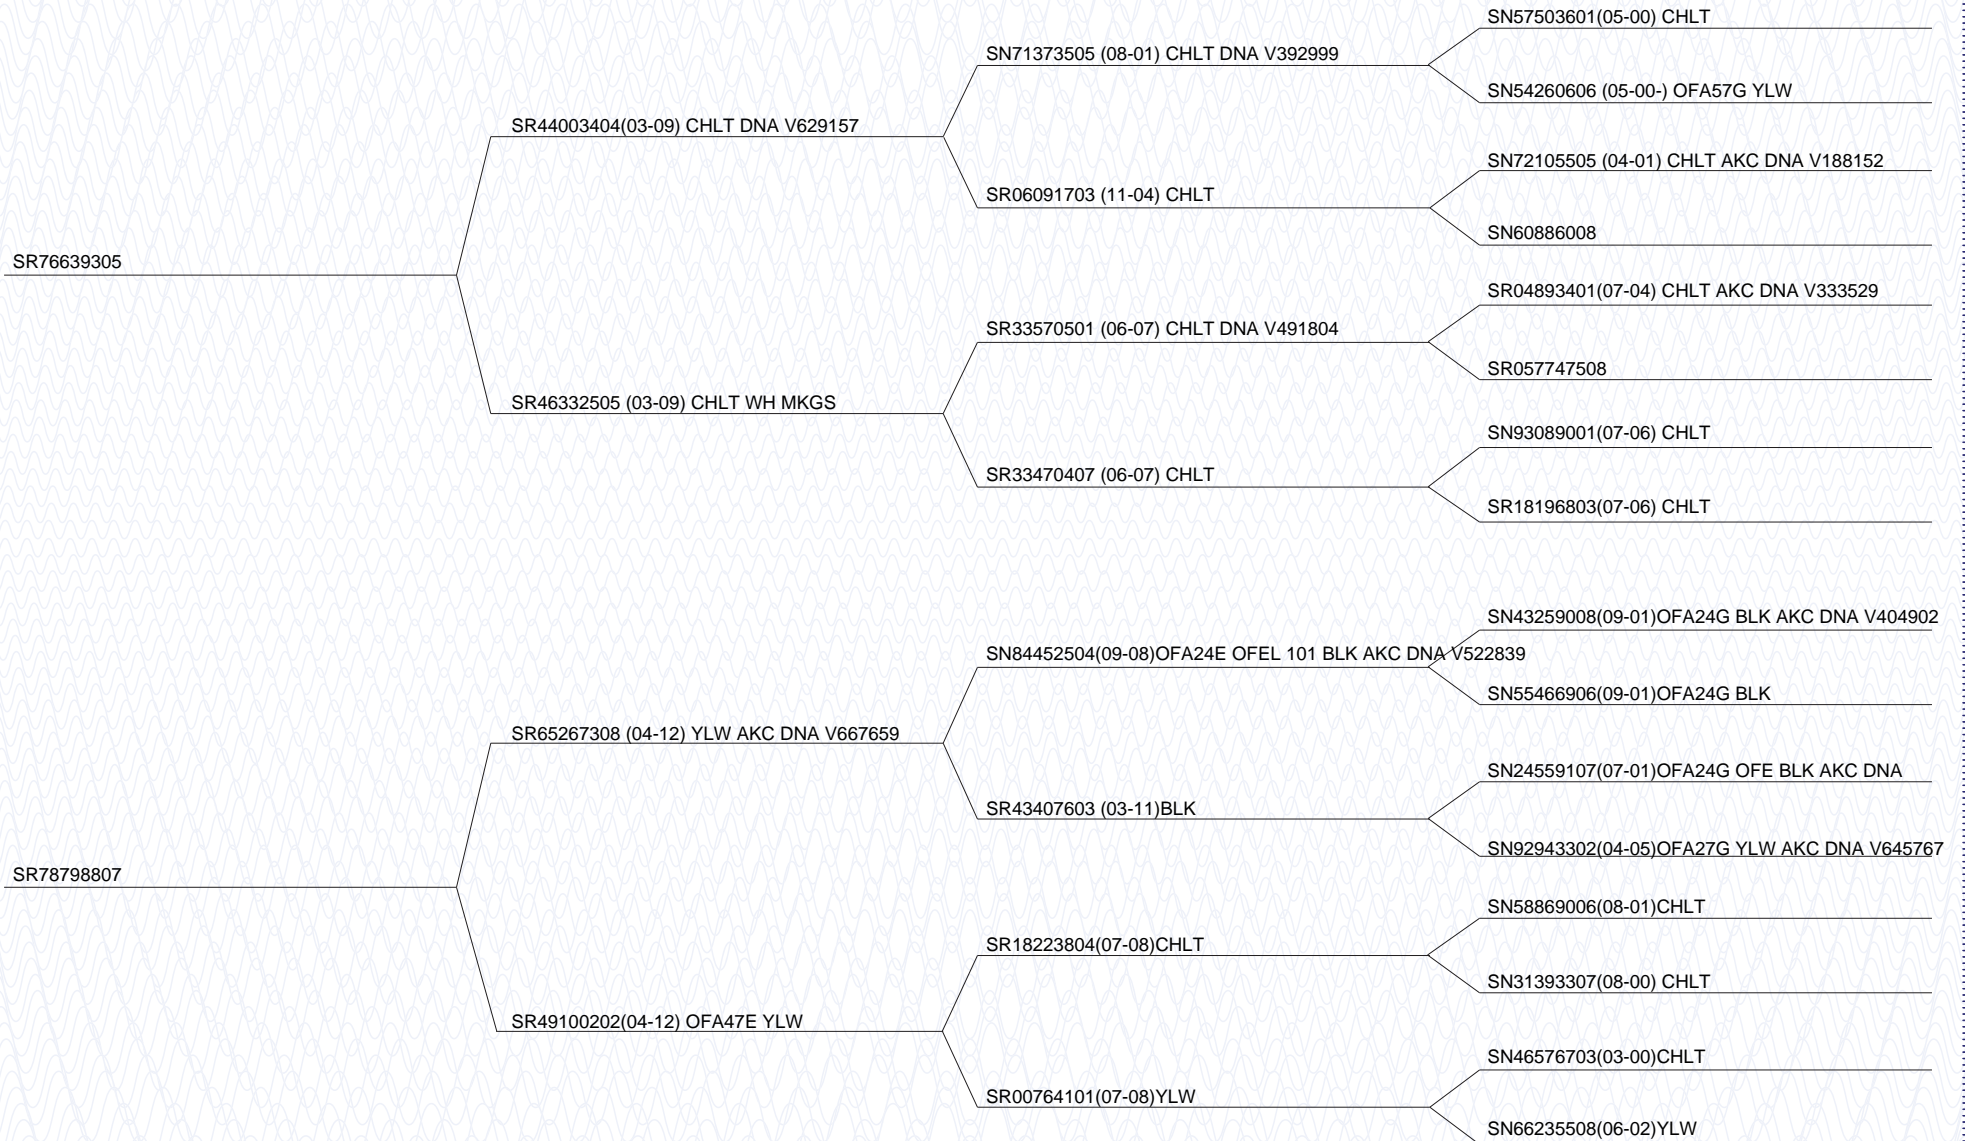 SN57503601(05-00) CHLT
SN71373505 (08-01) CHLT DNA V392999
SN54260606 (05-00-) OFA57G YLW
SR44003404(03-09) CHLT DNA V629157
SN72105505 (04-01) CHLT AKC DNA V188152
SR06091703 (11-04) CHLT
SN60886008
SR76639305
SR04893401(07-04) CHLT AKC DNA V333529
SR33570501 (06-07) CHLT DNA V491804
SR057747508
SR46332505 (03-09) CHLT WH MKGS
SN93089001(07-06) CHLT
SR33470407 (06-07) CHLT
SR18196803(07-06) CHLT
SN43259008(09-01)OFA24G BLK AKC DNA V404902
SN84452504(09-08)OFA24E OFEL 101 BLK AKC DNA V522839
SN55466906(09-01)OFA24G BLK
SR65267308 (04-12) YLW AKC DNA V667659
SN24559107(07-01)OFA24G OFE BLK AKC DNA
SR43407603 (03-11)BLK
SN92943302(04-05)OFA27G YLW AKC DNA V645767
SR78798807
SN58869006(08-01)CHLT
SR18223804(07-08)CHLT
SN31393307(08-00) CHLT
SR49100202(04-12) OFA47E YLW
SN46576703(03-00)CHLT
SR00764101(07-08)YLW
SN66235508(06-02)YLW